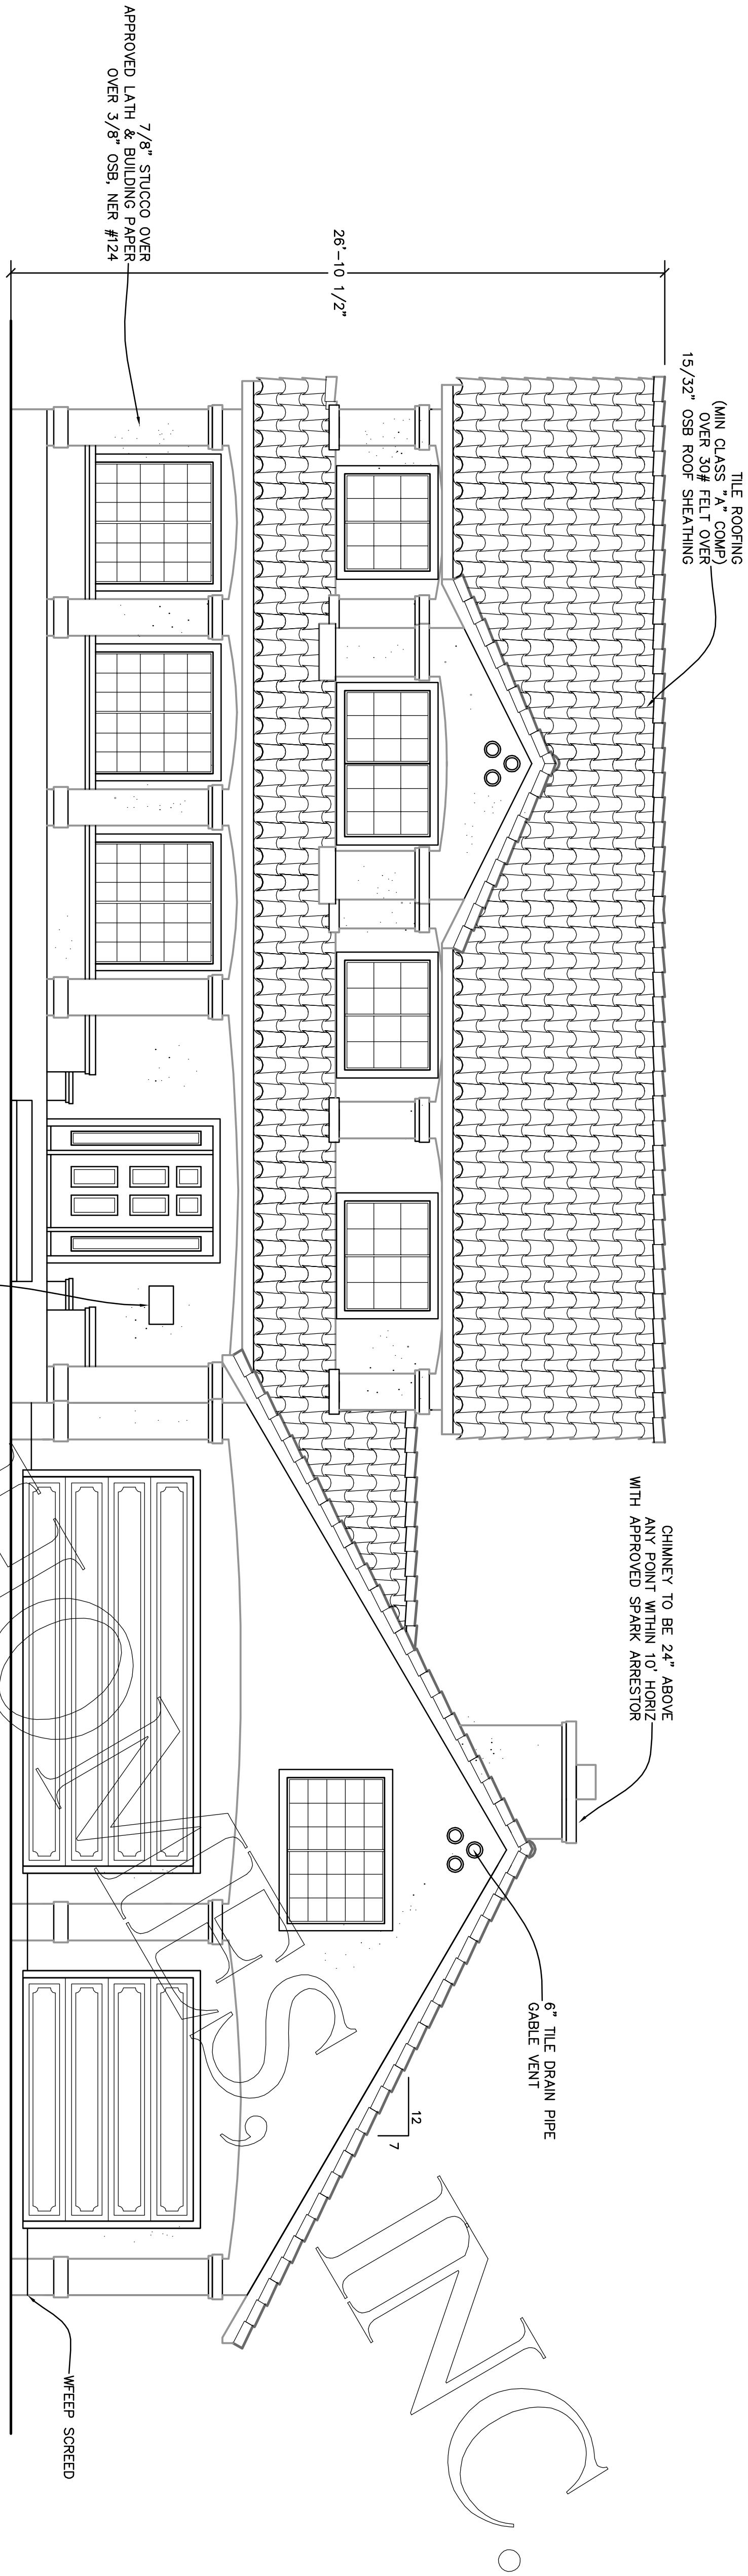 TILE ROOFING
(MIN CLASS "A" COMP)
OVER 30# FELT OVER
15/32" OSB ROOF SHEATHING
CHIMNEY TO BE 24" ABOVE
ANY POINT WITHIN 10' HORIZ
WITH APPROVED SPARK ARRESTOR
6" TILE DRAIN PIPE
GABLE VENT
12
7
26'-10 1/2"
7/8" STUCCO OVER
APPROVED LATH & BUILDING PAPER
OVER 3/8" OSB, NER #124
WFEEP SCREED
OMES, INC.